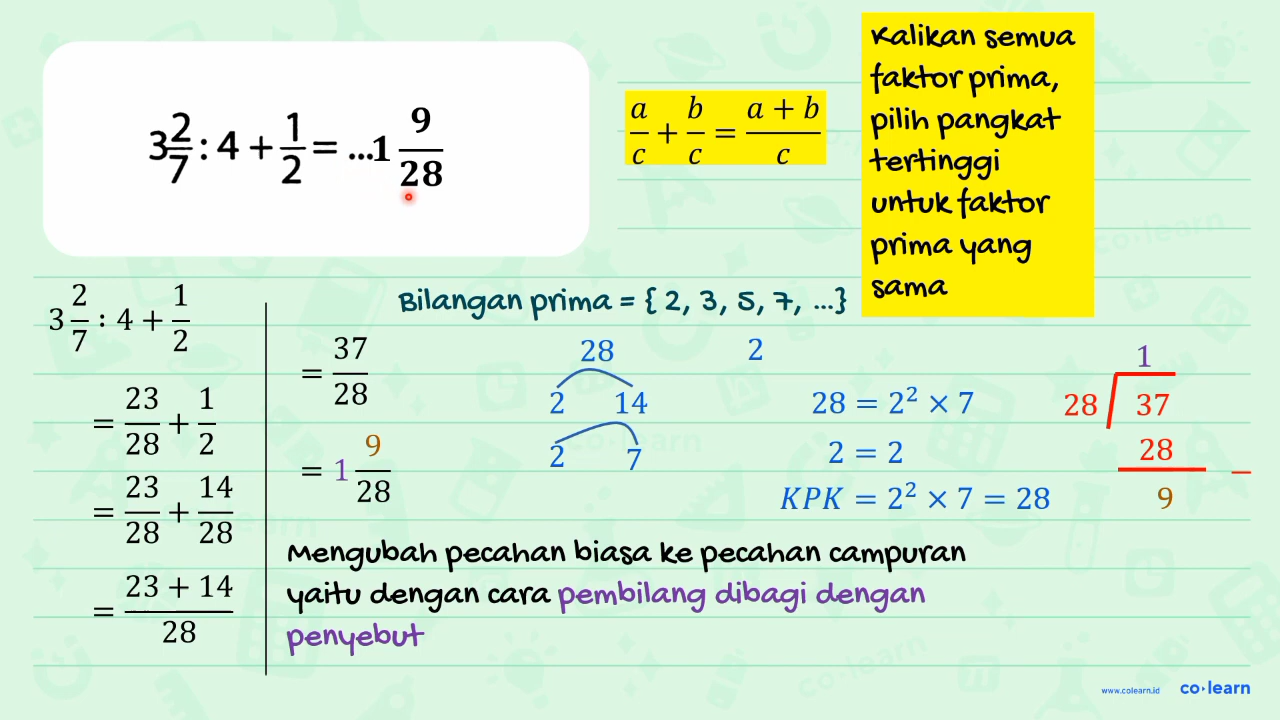 3 2/7 : 4 + 1/2 = ...1 9/28
a/c + b/c = (a + b)/c
Kalikan semua
faktor prima,
pilih pangkat
tertinggi
untuk faktor
prima yang
sama
3 2/7 : 4 + 1/2
= 23/28 + 1/2
= 23/28 + 14/28
= (23 + 14)/28
= 37/28
= 1 9/28
Bilangan prima = { 2, 3, 5, 7, ...}
28
2 14
2 7
2
28 = 2² × 7
2 = 2
KPK = 2² × 7 = 28
1
28 37
28
–
9
Mengubah pecahan biasa ke pecahan campuran
yaitu dengan cara pembilang dibagi dengan
penyebut
www.colearn.id co·learn